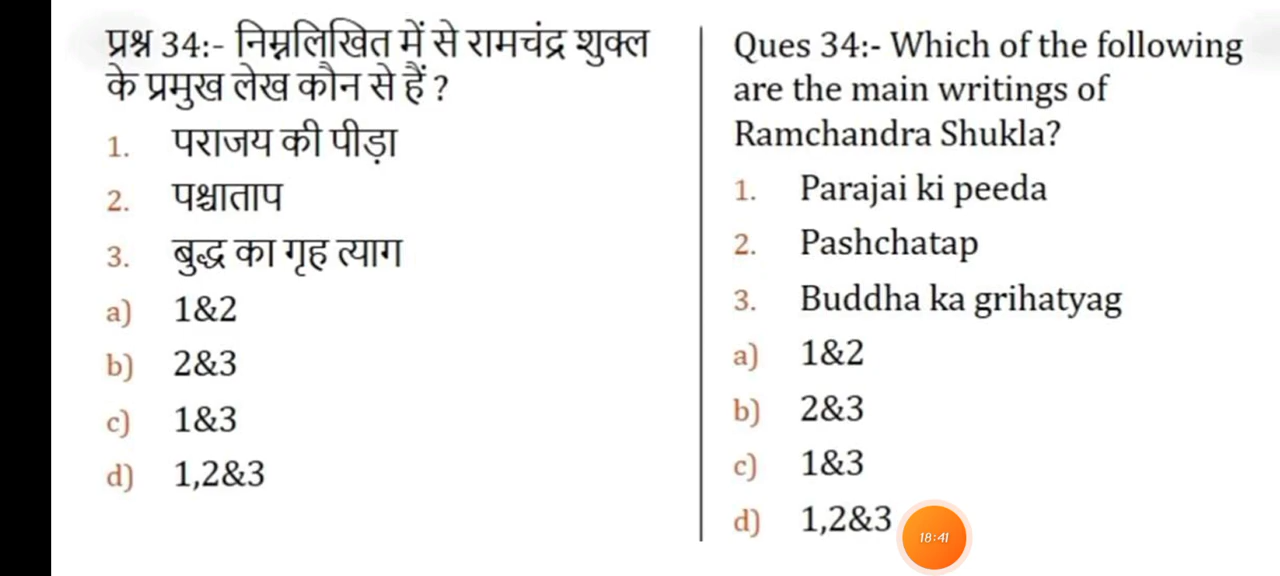 प्रश्न 34:- निम्नलिखित में से रामचंद्र शुक्ल
के प्रमुख लेख कौन से हैं ?
1. पराजय की पीड़ा
2. पश्चाताप
3. बुद्ध का गृह त्याग
a) 1&2
b) 2&3
c) 1&3
d) 1,2&3
Ques 34:- Which of the following
are the main writings of
Ramchandra Shukla?
1. Parajai ki peeda
2. Pashchatap
3. Buddha ka grihatyag
a) 1&2
b) 2&3
c) 1&3
d) 1,2&3
18:41